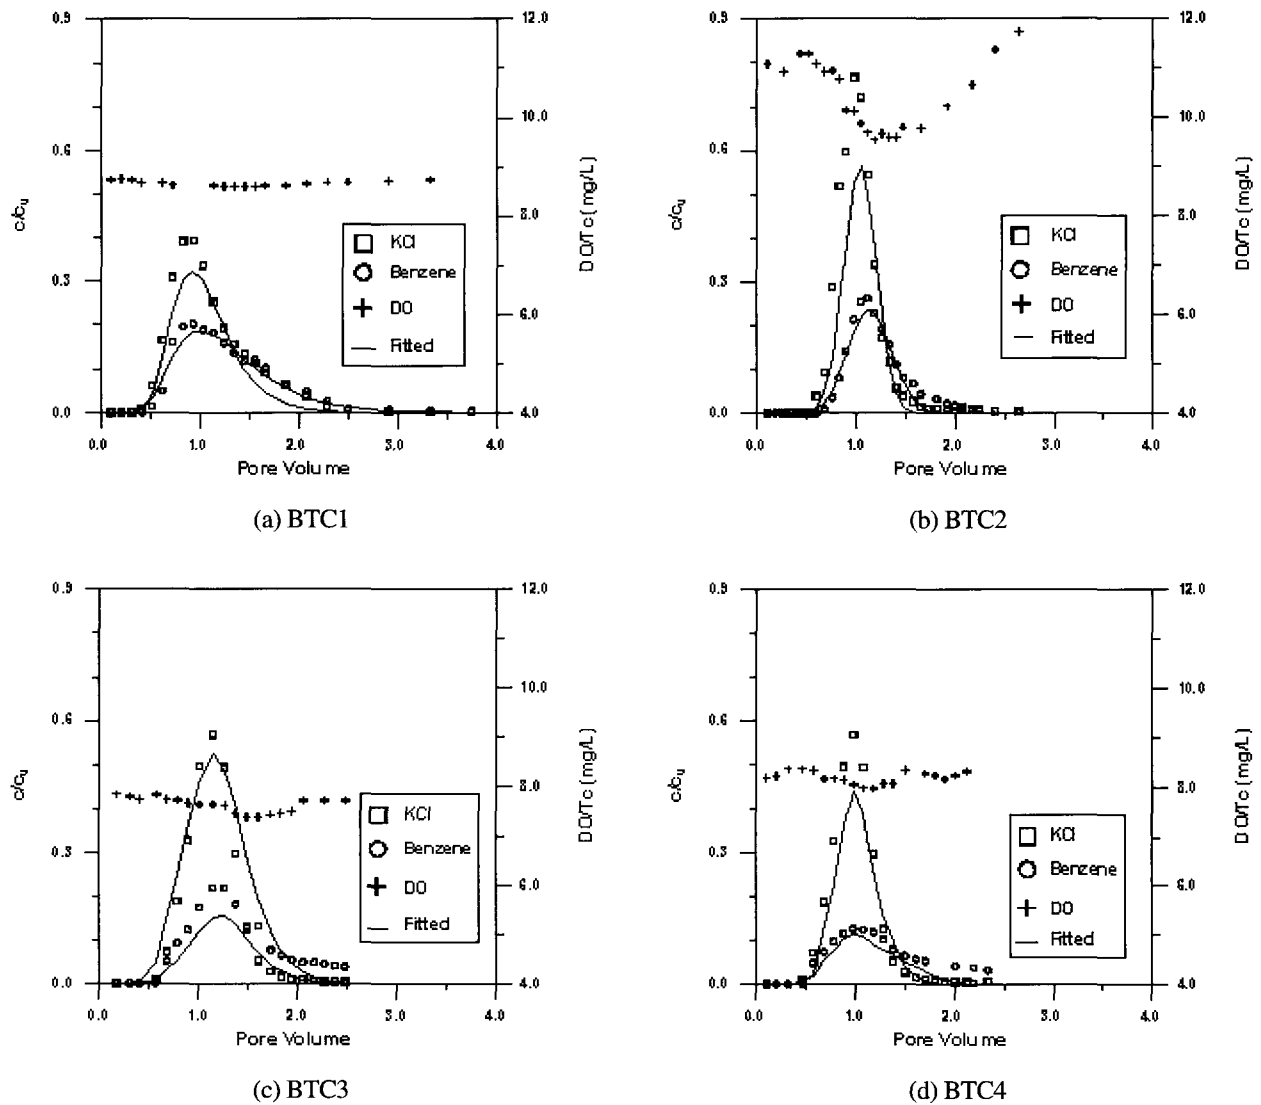 0.9
0.6
0.3
0.0
c/cu
12.0
10.0
8.0
6.0
4.0
DO/Tc (mg/L)
KCl
Benzene
DO
Fitted
0.0 1.0 2.0 3.0 4.0
Pore Volume
(a) BTC1
0.9
0.6
0.3
0.0
c/cu
12.0
10.0
8.0
6.0
4.0
DO/Tc (mg/L)
KCl
Benzene
DO
Fitted
0.0 1.0 2.0 3.0 4.0
Pore Volume
(b) BTC2
0.9
0.6
0.3
0.0
c/cu
12.0
10.0
8.0
6.0
4.0
DO/Tc (mg/L)
KCl
Benzene
DO
Fitted
0.0 1.0 2.0 3.0 4.0
Pore Volume
(c) BTC3
0.9
0.6
0.3
0.0
c/cu
12.0
10.0
8.0
6.0
4.0
DO/Tc (mg/L)
KCl
Benzene
DO
Fitted
0.0 1.0 2.0 3.0 4.0
Pore Volume
(d) BTC4